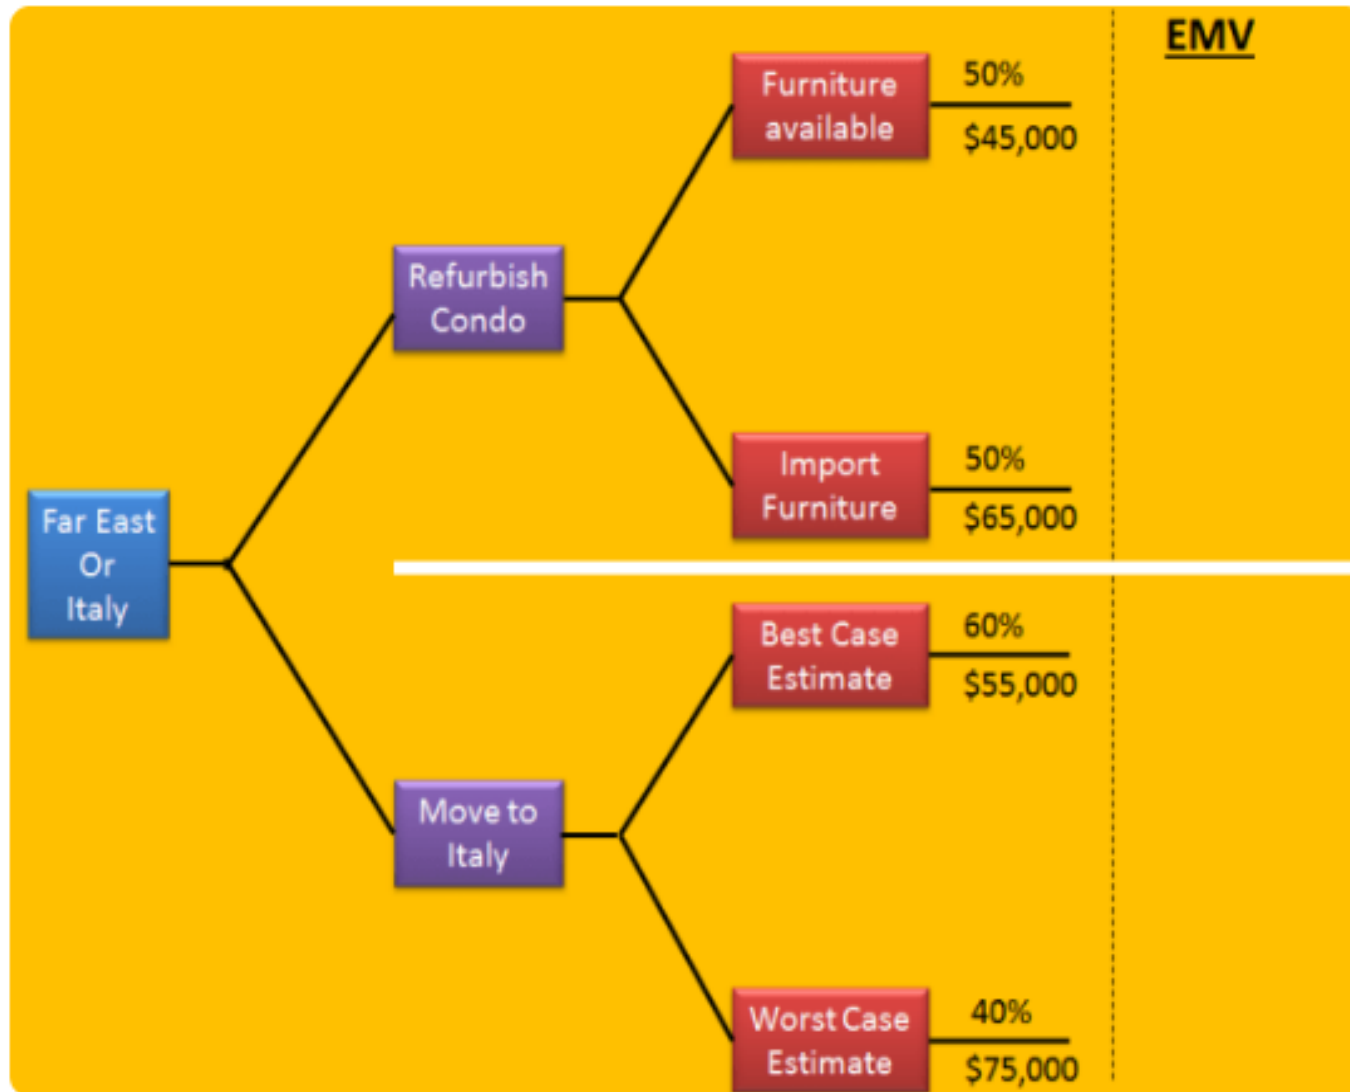 EMV
Furniture
available
50%
$45,000
Refurbish
Condo
Import
Furniture
50%
$65,000
Far East
Or
Italy
Best Case
Estimate
60%
$55,000
Move to
Italy
Worst Case
Estimate
40%
$75,000